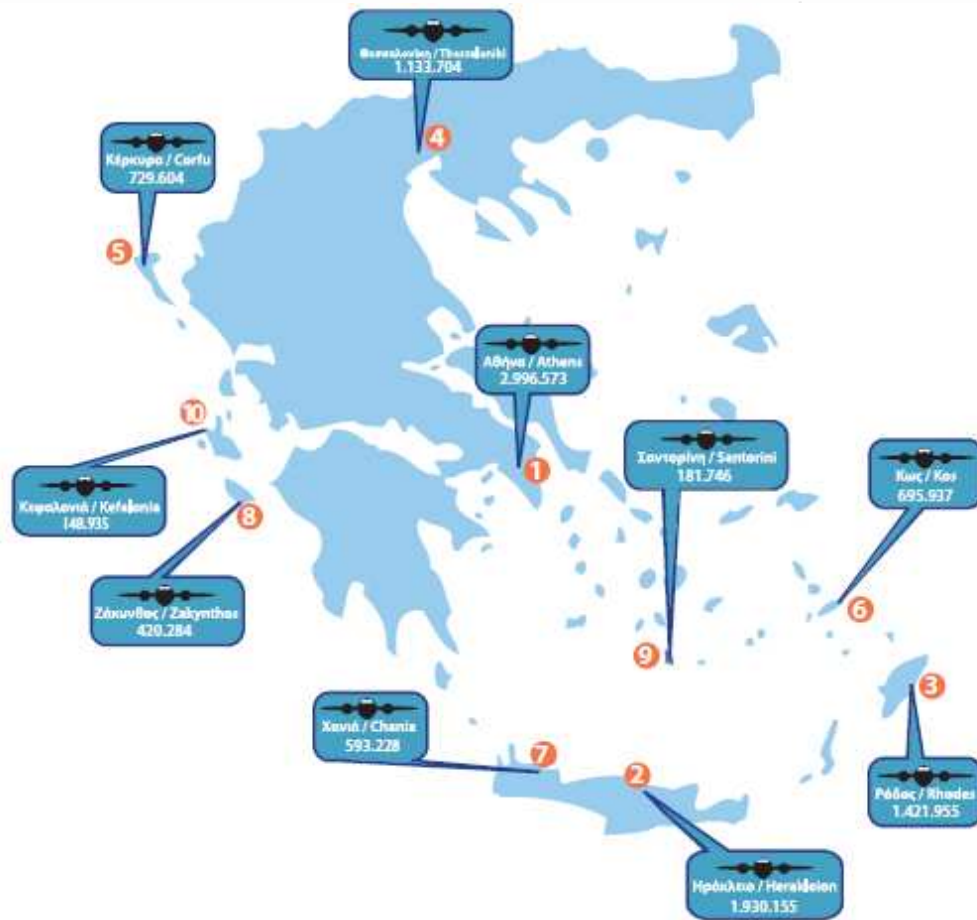 Θεσσαλονίκη / Thessaloniki
1.133.704
4
Κέρκυρα / Corfu
729.604
5
Αθήνα / Athens
2.996.573
1
10
Σαντορίνη / Santorini
181.746
Κως / Kos
695.937
Κεφαλονιά / Kefalonia
148.935
8
Ζάκυνθος / Zakynthos
420.284
6
9
3
Χανιά / Chania
593.228
7
2
Ρόδος / Rhodes
1.421.955
Ηράκλειο / Herakleion
1.930.155